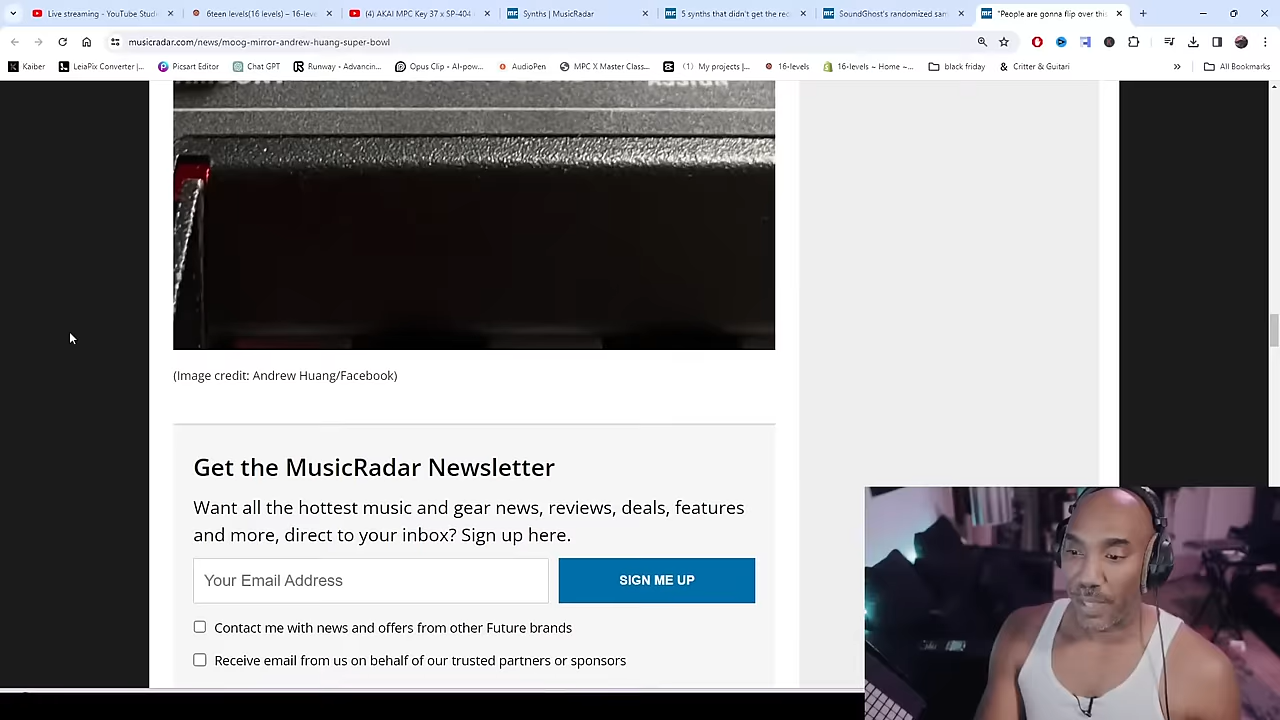 Live streaming - YouTube Stud
6teen levels(16 levels) – 16-leve
(4) AKAI MPC Key 37 x SP-40
Synths | MusicRadar
5 synths that didn't get the rec
SoundGhost's randomized sam
"People are gonna flip over this
musicradar.com/news/moog-mirror-andrew-huang-super-bowl
Kaiber
LeiaPix Converter |...
Picsart Editor
Chat GPT
Runway - Advancin...
Opus Clip - AI-pow...
AudioPen
MPC X Master Class...
(1) My projects |...
16-levels
16-levels ~ Home ~...
black friday
Critter & Guitari
»
All Bookmarks
(Image credit: Andrew Huang/Facebook)
Get the MusicRadar Newsletter
Want all the hottest music and gear news, reviews, deals, features
and more, direct to your inbox? Sign up here.
Your Email Address
SIGN ME UP
Contact me with news and offers from other Future brands
Receive email from us on behalf of our trusted partners or sponsors